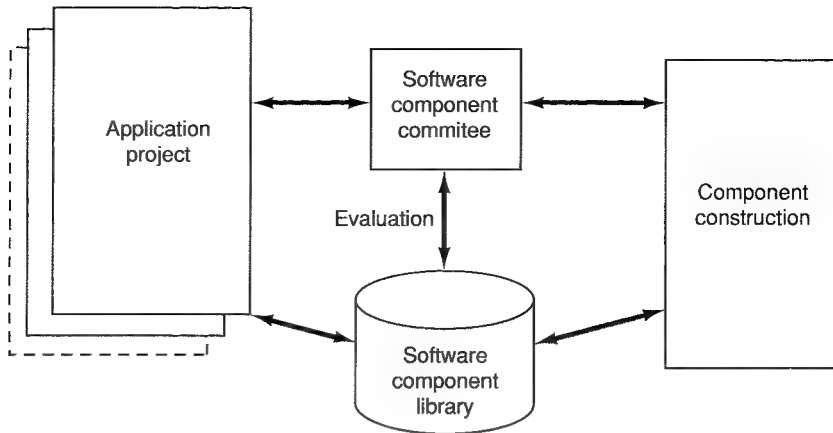 Application
project
Software
component
commitee
Component
construction
Evaluation
Software
component
library